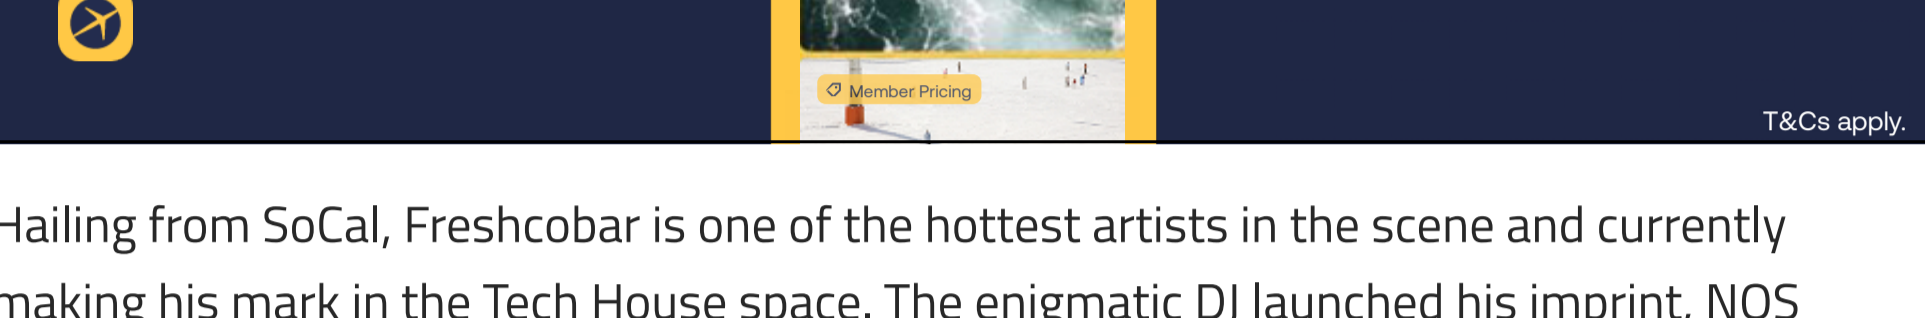 Member Pricing
T&Cs apply.
Hailing from SoCal, Freshcobar is one of the hottest artists in the scene and currently
making his mark in the Tech House space. The enigmatic DJ launched his imprint, NOS